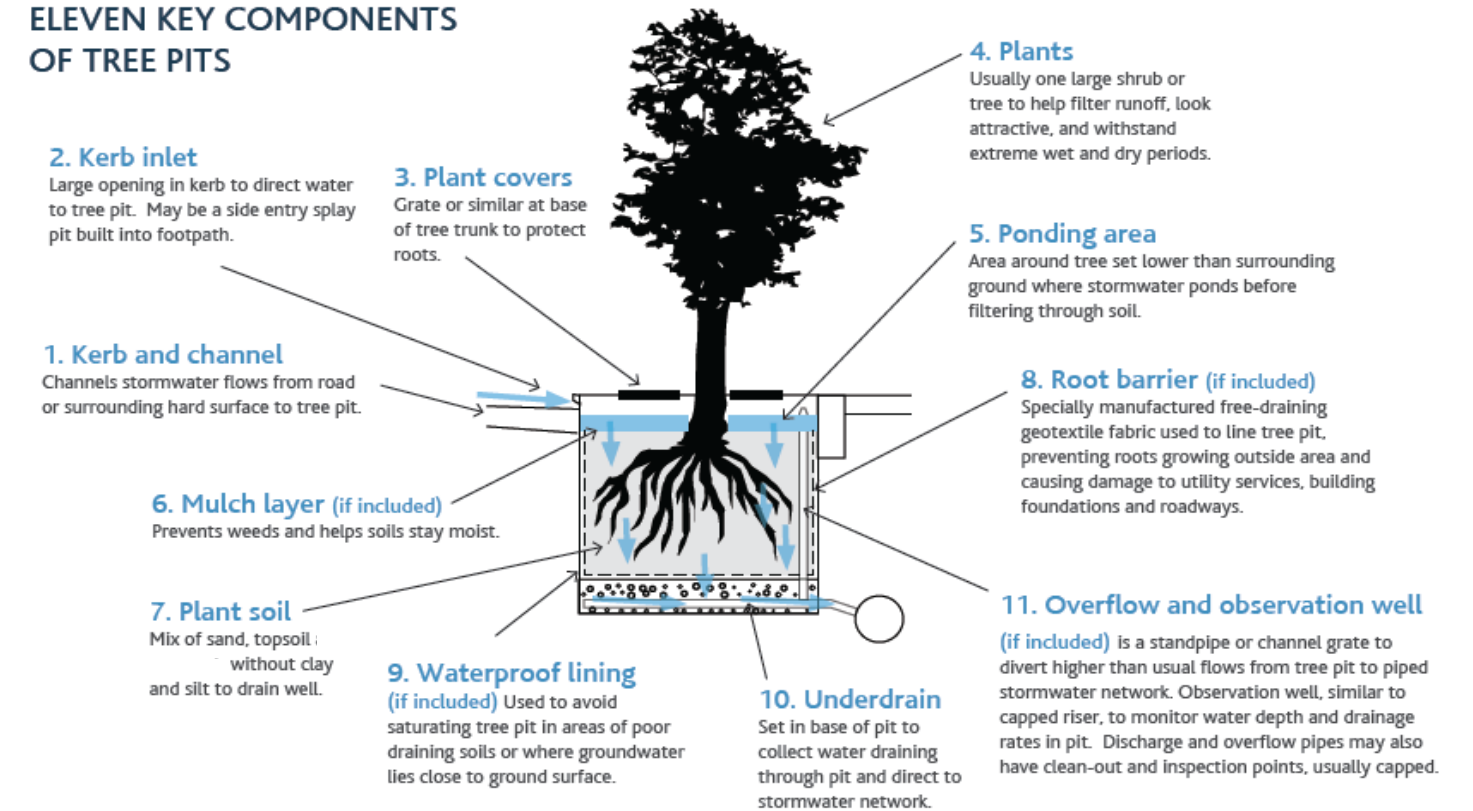 ELEVEN KEY COMPONENTS
OF TREE PITS
1. Kerb and channel
Channels stormwater flows from road
or surrounding hard surface to tree pit.
2. Kerb inlet
Large opening in kerb to direct water
to tree pit. May be a side entry splay
pit built into footpath.
3. Plant covers
Grate or similar at base
of tree trunk to protect
roots.
4. Plants
Usually one large shrub or
tree to help filter runoff, look
attractive, and withstand
extreme wet and dry periods.
5. Ponding area
Area around tree set lower than surrounding
ground where stormwater ponds before
filtering through soil.
6. Mulch layer (if included)
Prevents weeds and helps soils stay moist.
7. Plant soil
Mix of sand, topsoil
without clay
and silt to drain well.
8. Root barrier (if included)
Specially manufactured free-draining
geotextile fabric used to line tree pit,
preventing roots growing outside area and
causing damage to utility services, building
foundations and roadways.
9. Waterproof lining
(if included) Used to avoid
saturating tree pit in areas of poor
draining soils or where groundwater
lies close to ground surface.
10. Underdrain
Set in base of pit to
collect water draining
through pit and direct to
stormwater network.
11. Overflow and observation well
(if included) is a standpipe or channel grate to
divert higher than usual flows from tree pit to piped
stormwater network. Observation well, similar to
capped riser, to monitor water depth and drainage
rates in pit. Discharge and overflow pipes may also
have clean-out and inspection points, usually capped.